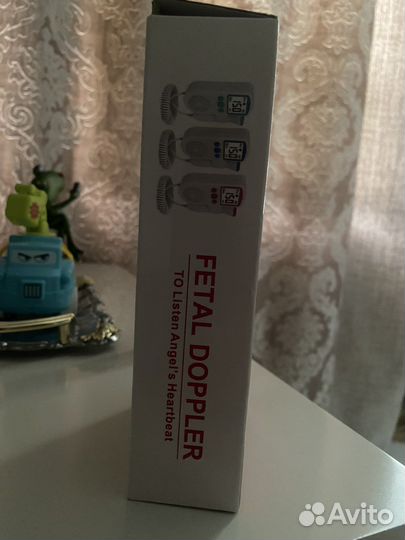 150
150
150
FETAL DOPPLER
TO Listen Angel's Heartbeat
Avito